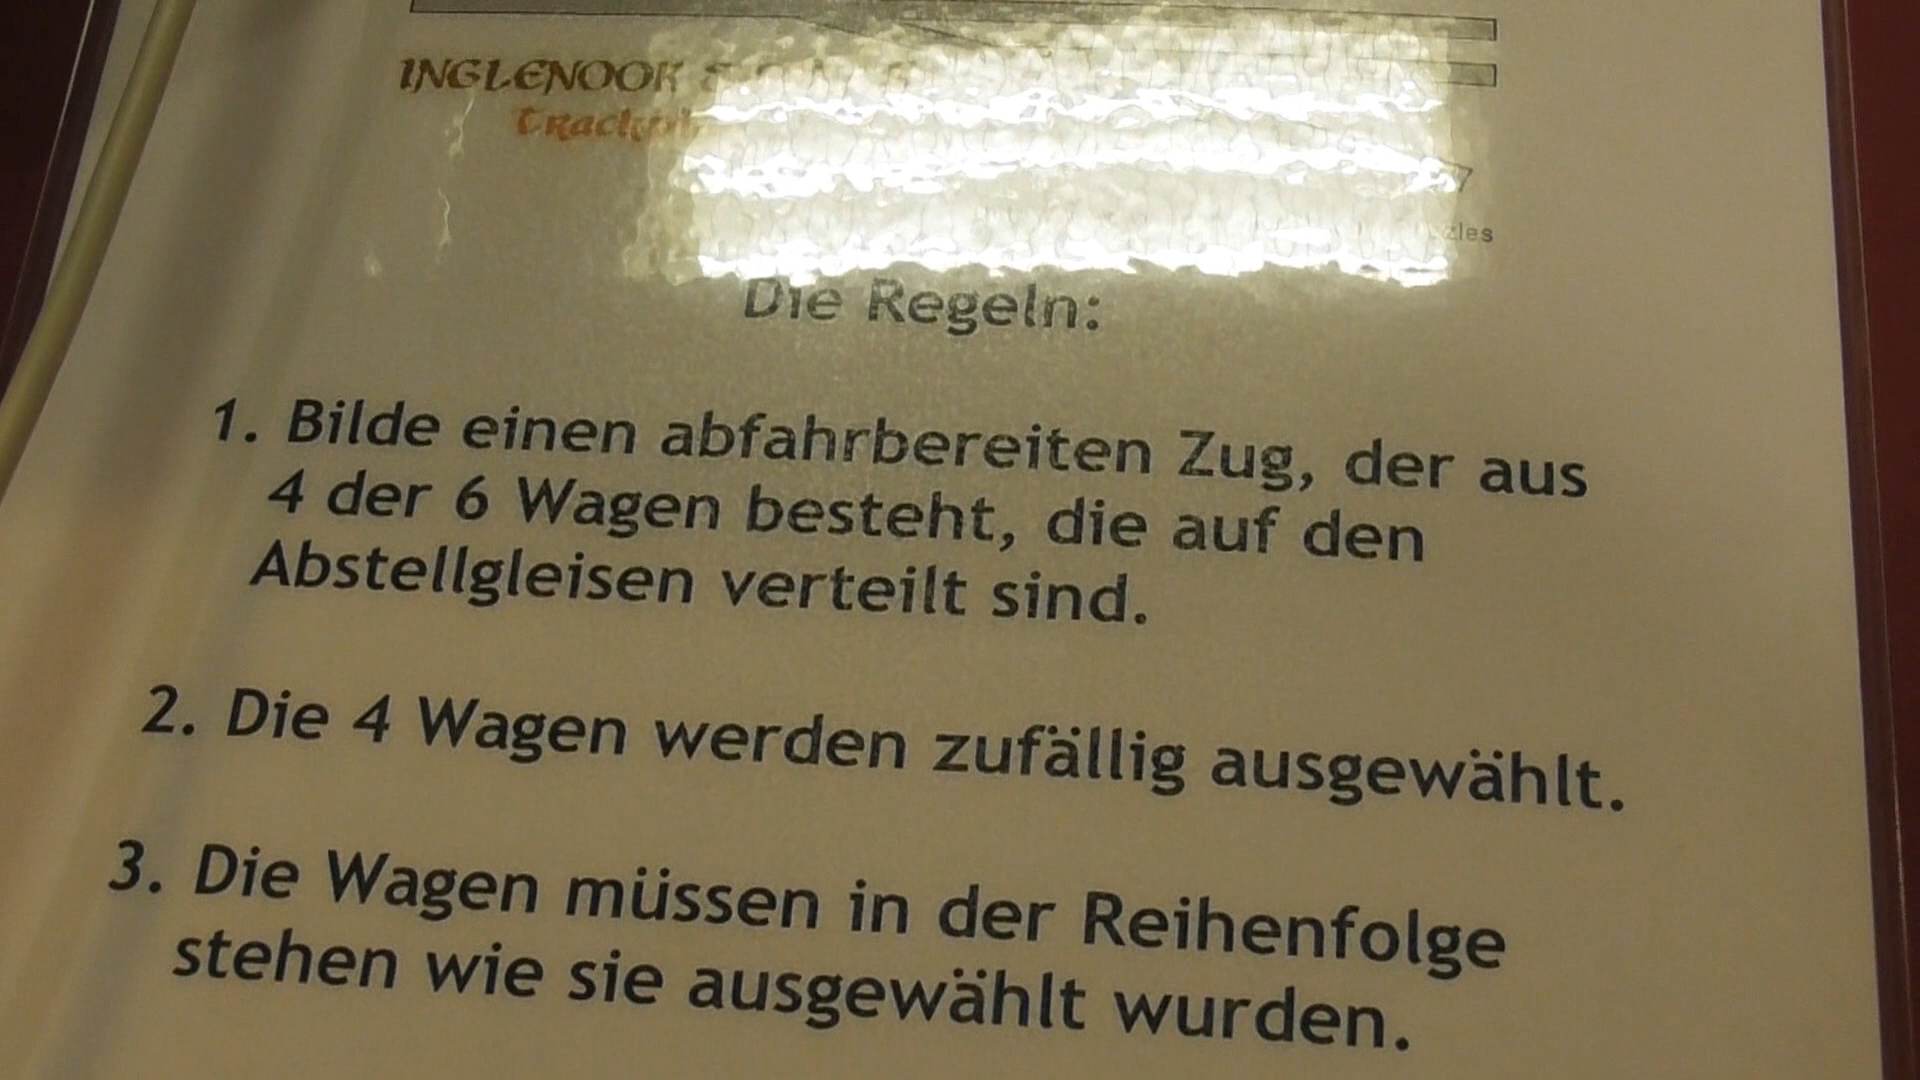 INGLENOOK
Die Regeln:
1. Bilde einen abfahrbereiten Zug, der aus
4 der 6 Wagen besteht, die auf den
Abstellgleisen verteilt sind.
2. Die 4 Wagen werden zufällig ausgewählt.
3. Die Wagen müssen in der Reihenfolge
stehen wie sie ausgewählt wurden.